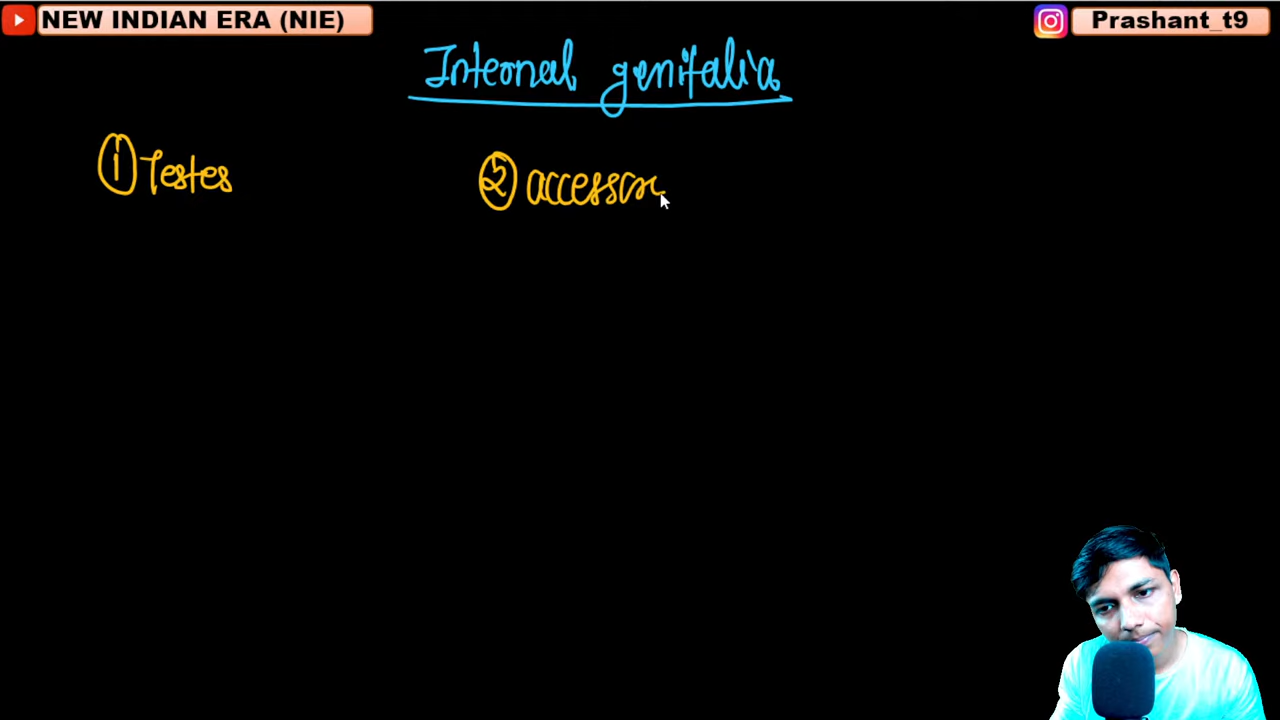 NEW INDIAN ERA (NIE)
Prashant_t9
Internal genitalia
① Testes
② accessor